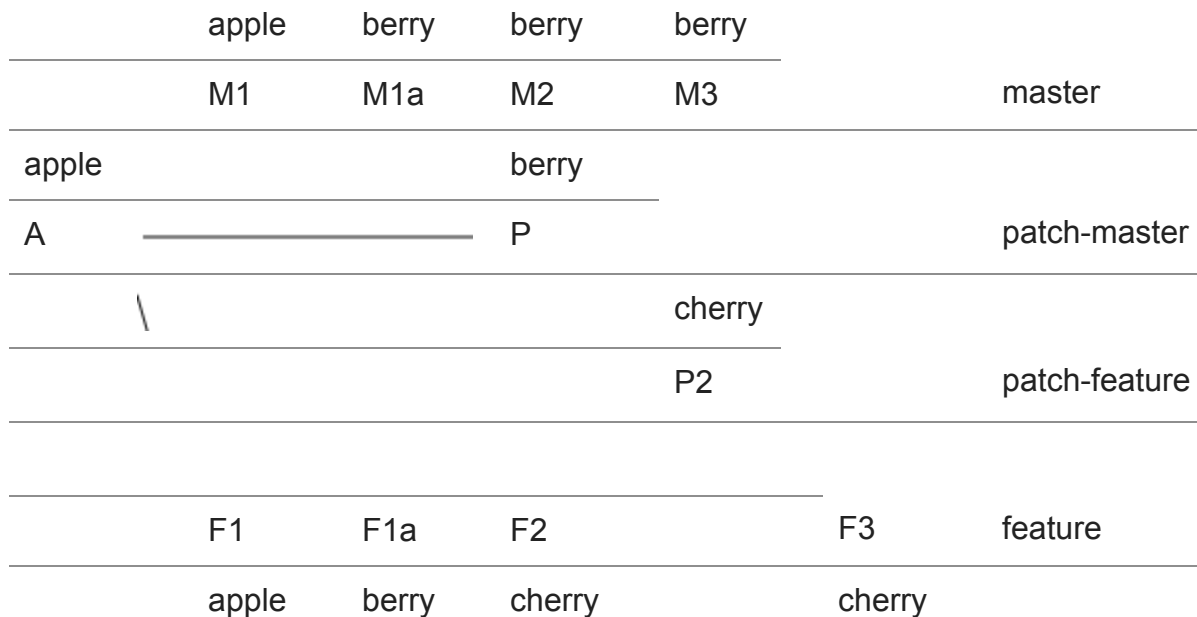 apple berry berry berry
M1 M1a M2 M3 master
apple berry
A P patch-master
cherry
P2 patch-feature
F1 F1a F2 F3 feature
apple berry cherry cherry